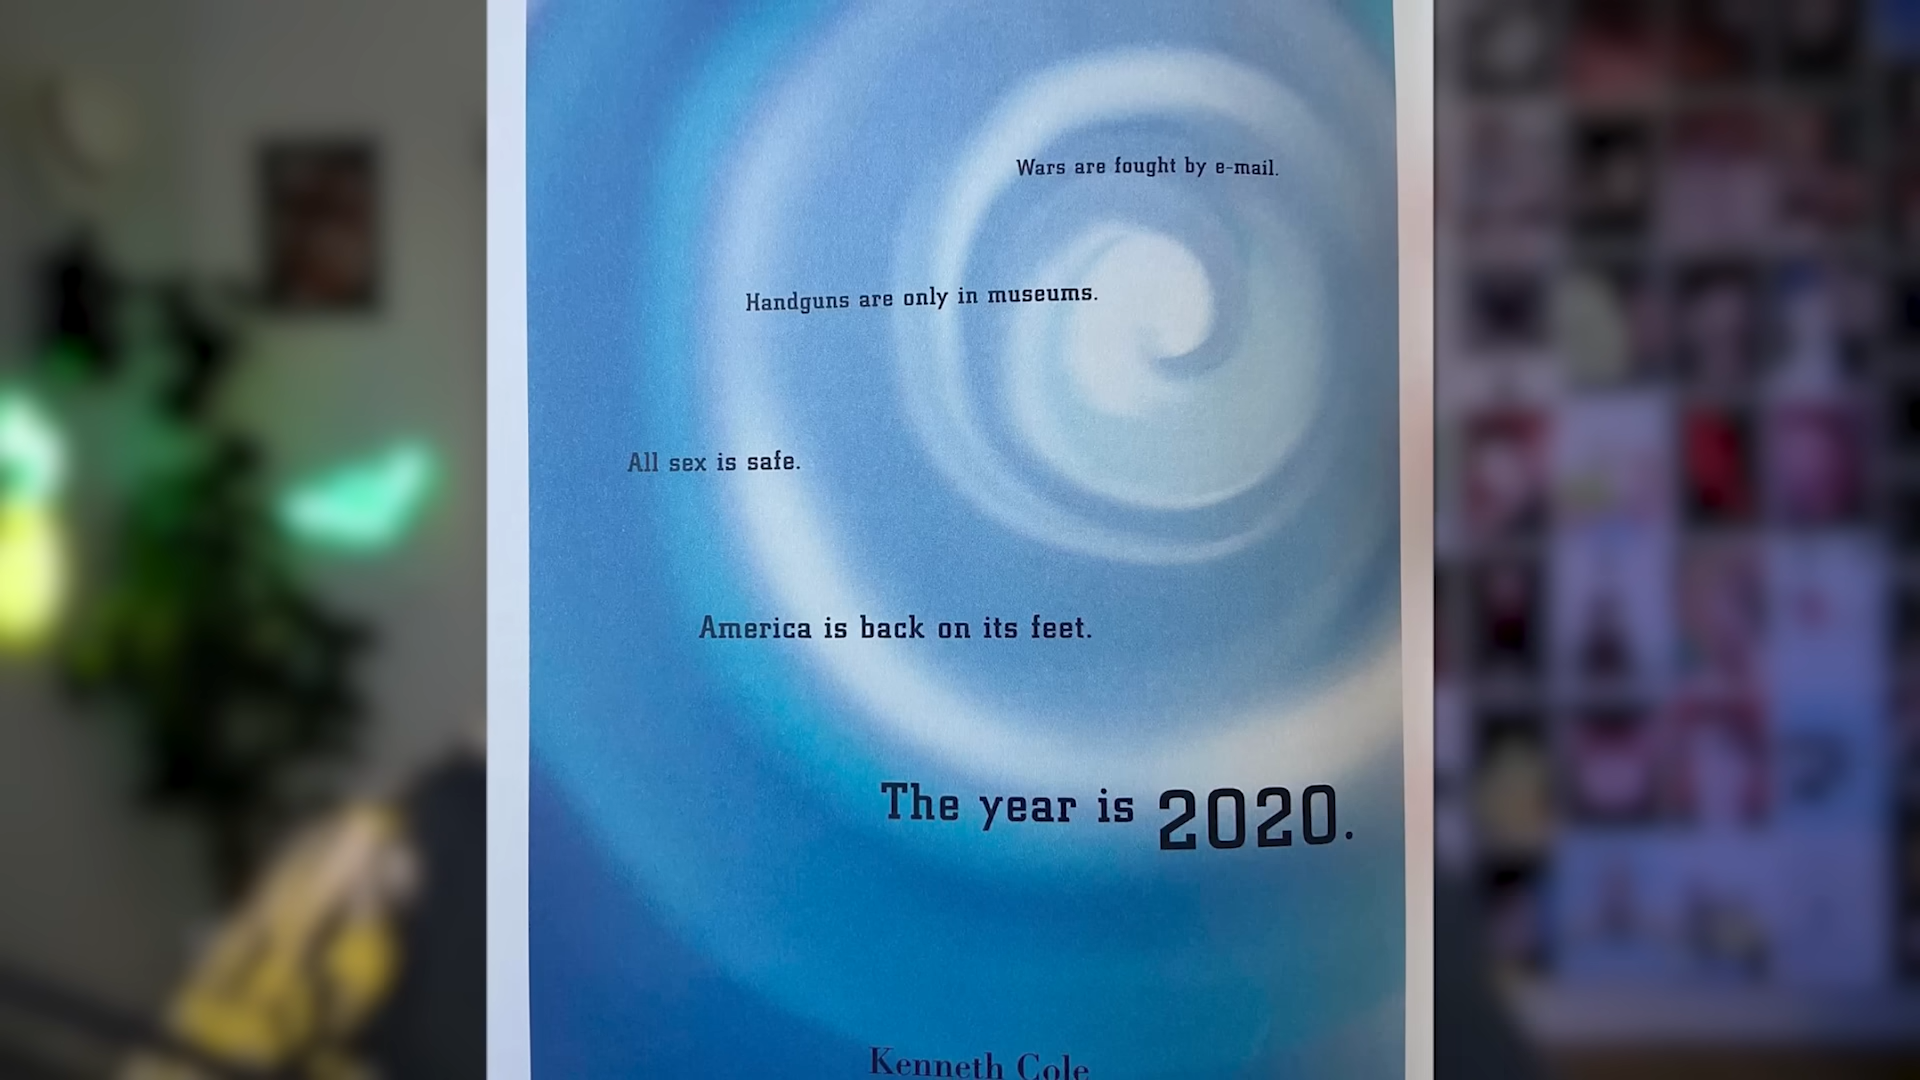 Wars are fought by e-mail.
Handguns are only in museums.
All sex is safe.
America is back on its feet.
The year is 2020.
Kenneth Cole